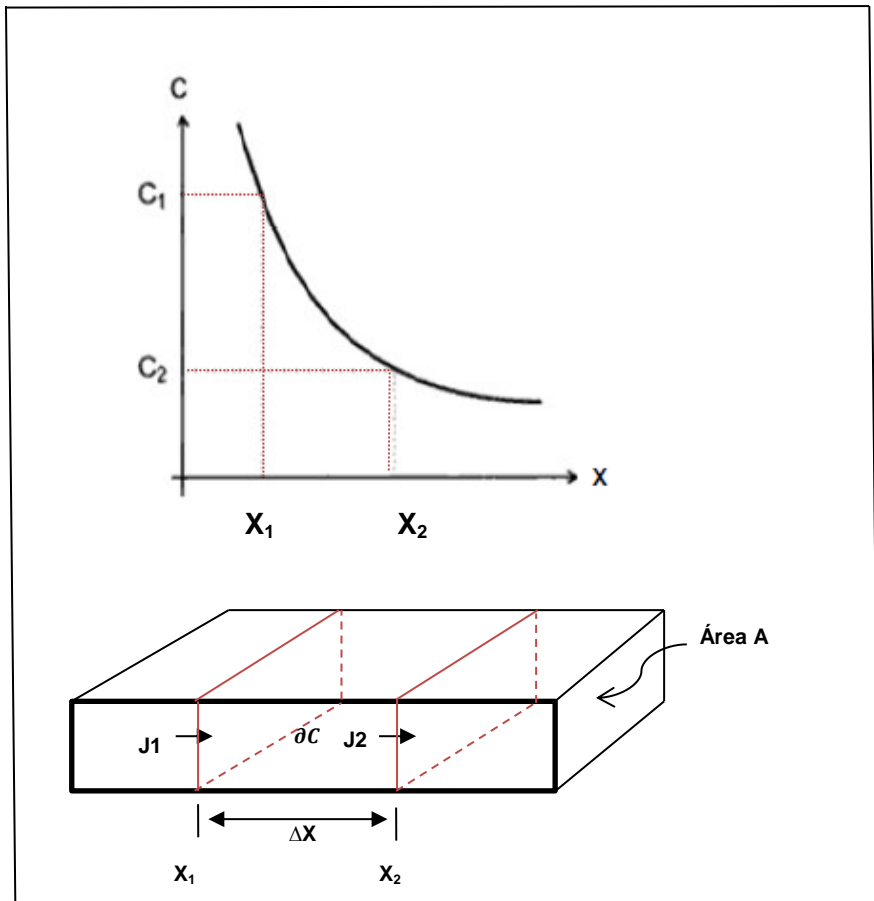 C
C₁
C₂
X
X₁ X₂
Área A
J1 ∂C J2
ΔX
X₁ X₂